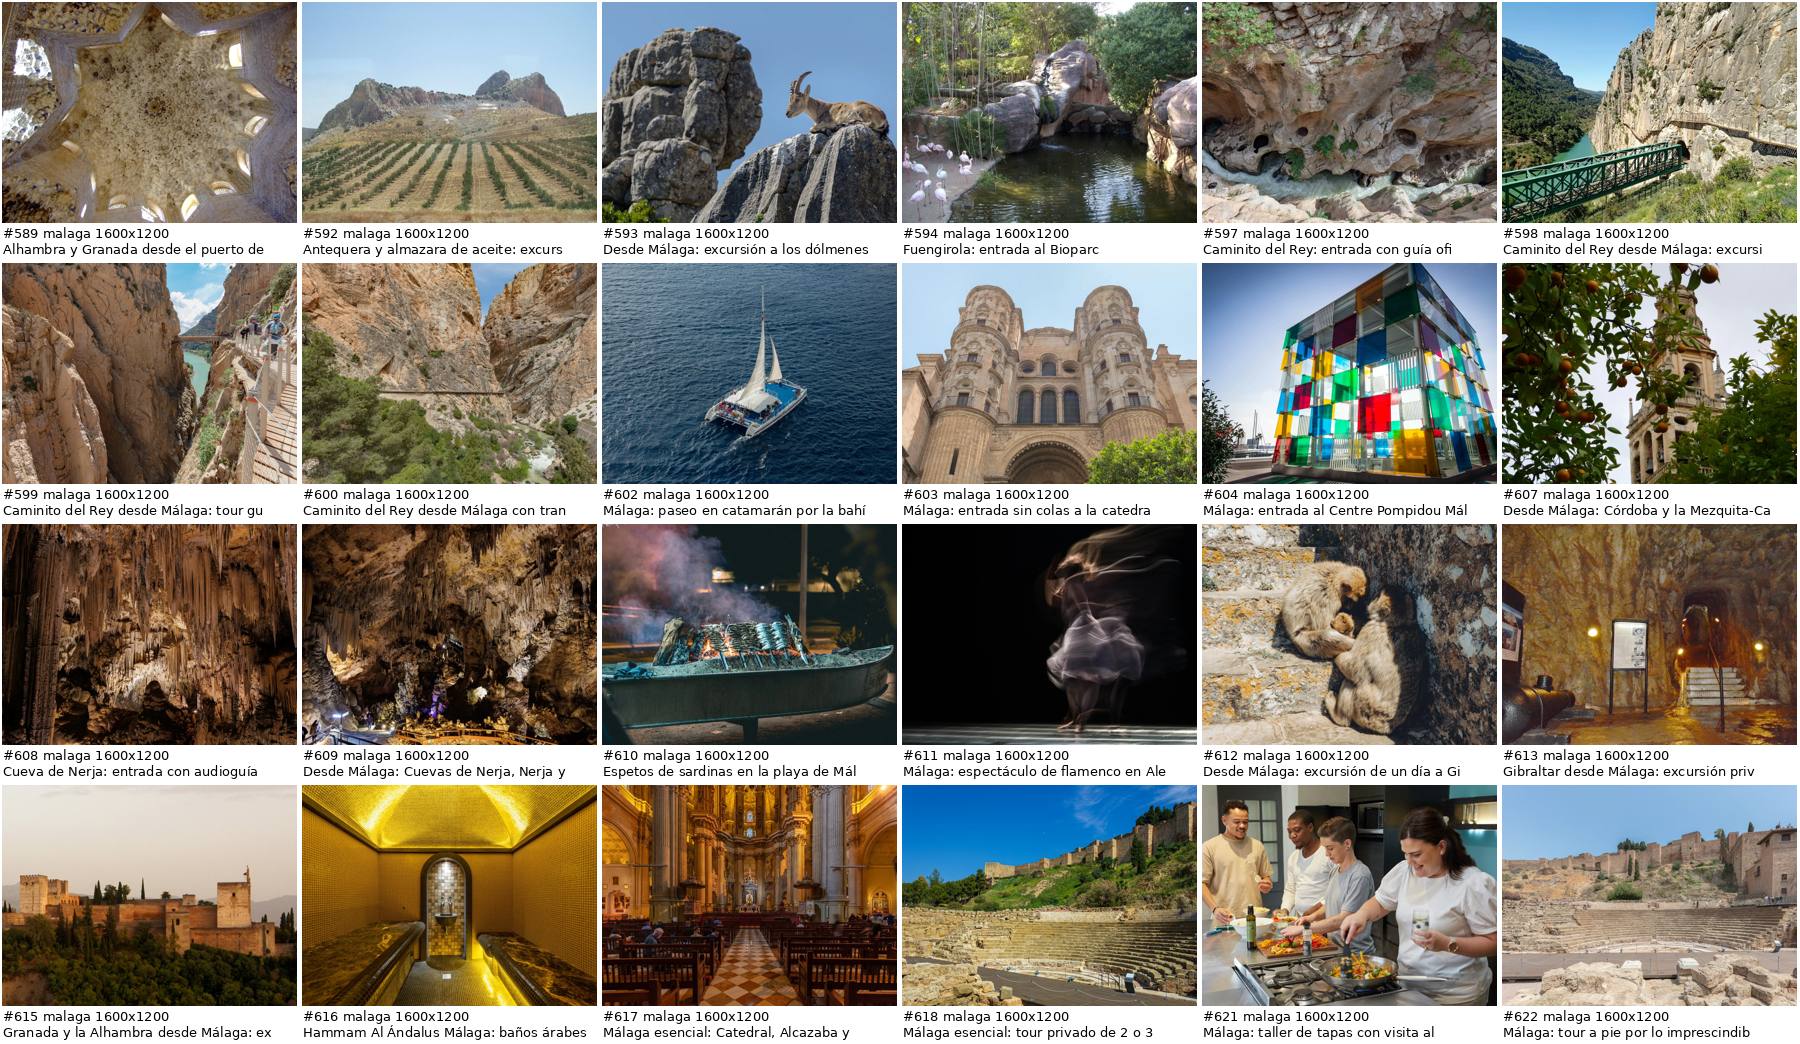 #589 malaga 1600x1200
Alhambra y Granada desde el puerto de
#592 malaga 1600x1200
Antequera y almazara de aceite: excurs
#593 malaga 1600x1200
Desde Málaga: excursión a los dólmenes
#594 malaga 1600x1200
Fuengirola: entrada al Bioparc
#597 malaga 1600x1200
Caminito del Rey: entrada con guía ofi
#598 malaga 1600x1200
Caminito del Rey desde Málaga: excursi
#599 malaga 1600x1200
Caminito del Rey desde Málaga: tour gu
#600 malaga 1600x1200
Caminito del Rey desde Málaga con tran
#602 malaga 1600x1200
Málaga: paseo en catamarán por la bahí
#603 malaga 1600x1200
Málaga: entrada sin colas a la catedra
#604 malaga 1600x1200
Málaga: entrada al Centre Pompidou Mál
#607 malaga 1600x1200
Desde Málaga: Córdoba y la Mezquita-Ca
#608 malaga 1600x1200
Cueva de Nerja: entrada con audioguía
#609 malaga 1600x1200
Desde Málaga: Cuevas de Nerja, Nerja y
#610 malaga 1600x1200
Espetos de sardinas en la playa de Mál
#611 malaga 1600x1200
Málaga: espectáculo de flamenco en Ale
#612 malaga 1600x1200
Desde Málaga: excursión de un día a Gi
#613 malaga 1600x1200
Gibraltar desde Málaga: excursión priv
#615 malaga 1600x1200
Granada y la Alhambra desde Málaga: ex
#616 malaga 1600x1200
Hammam Al Ándalus Málaga: baños árabes
#617 malaga 1600x1200
Málaga esencial: Catedral, Alcazaba y
#618 malaga 1600x1200
Málaga esencial: tour privado de 2 o 3
#621 malaga 1600x1200
Málaga: taller de tapas con visita al
#622 malaga 1600x1200
Málaga: tour a pie por lo imprescindib